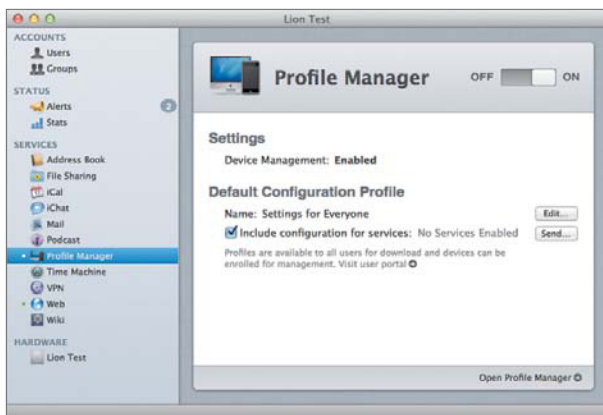 Lion Test
ACCOUNTS
Users
Groups
STATUS
Alerts 2
Stats
SERVICES
Address Book
File Sharing
iCal
iChat
Mail
Podcast
Profile Manager
Time Machine
VPN
Web
Wiki
HARDWARE
Lion Test
Profile Manager OFF ON
Settings
Device Management: Enabled
Default Configuration Profile
Name: Settings for Everyone Edit...
Include configuration for services: No Services Enabled Send...
Profiles are available to all users for download and devices can be
enrolled for management. Visit user portal
Open Profile Manager